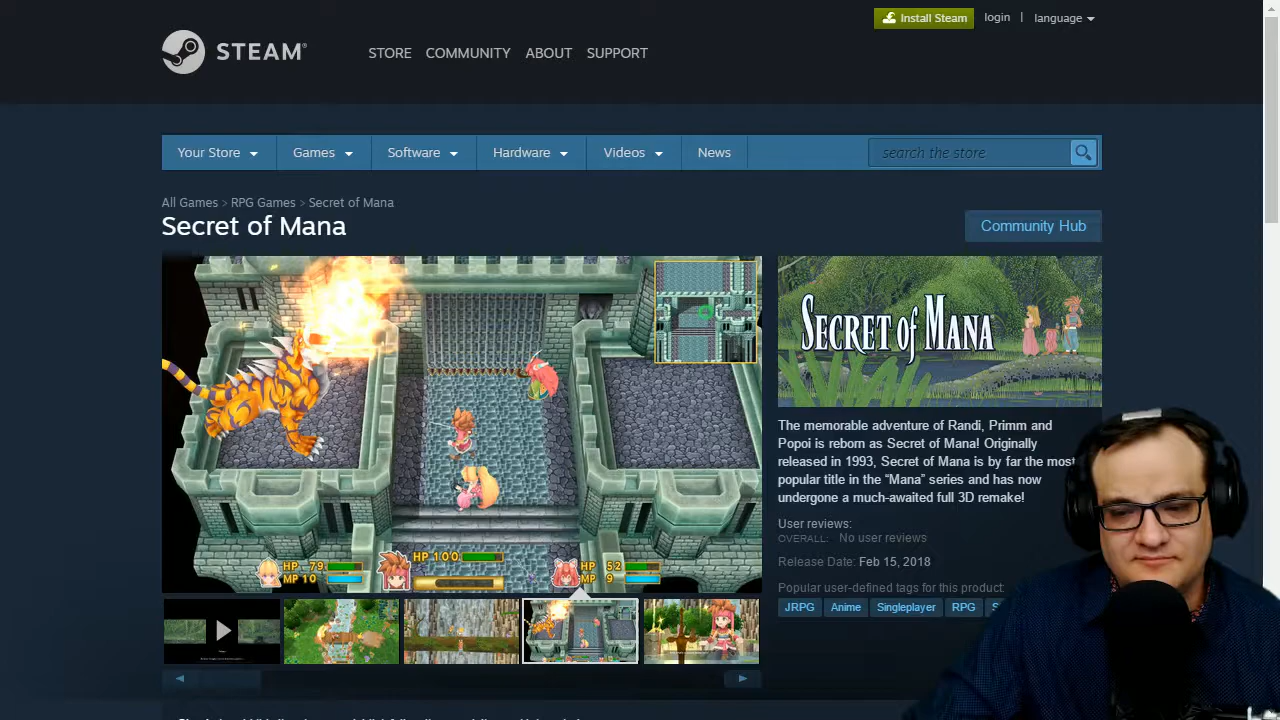 Install Steam
login
|
language
STEAM®
STORE
COMMUNITY
ABOUT
SUPPORT
Your Store
Games
Software
Hardware
Videos
News
search the store
All Games > RPG Games > Secret of Mana
Secret of Mana
Community Hub
SECRET of MANA
HP 79
MP 10
HP 100
HP 52
MP 9
The memorable adventure of Randi, Primm and
Popoi is reborn as Secret of Mana! Originally
released in 1993, Secret of Mana is by far the most
popular title in the “Mana” series and has now
undergone a much-awaited full 3D remake!
User reviews:
OVERALL: No user reviews
Release Date: Feb 15, 2018
Popular user-defined tags for this product:
JRPG
Anime
Singleplayer
RPG